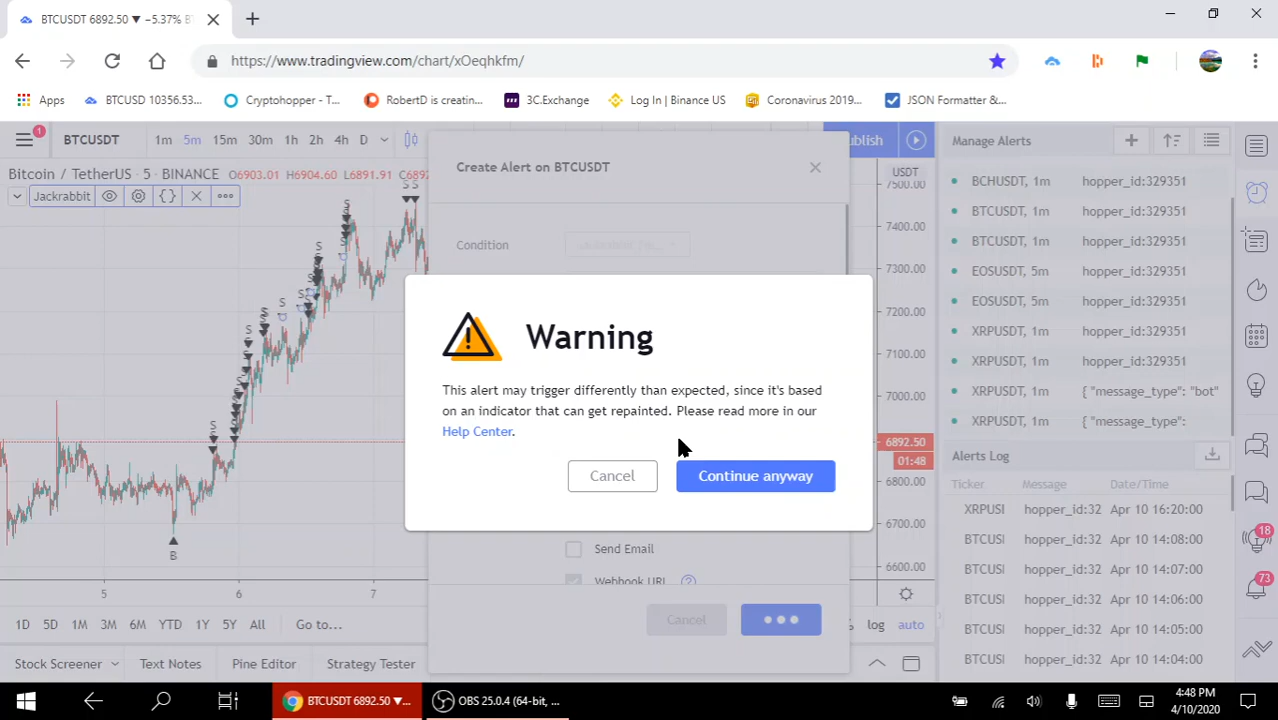 BTCUSDT 6892.50 ▼ −5.37%
https://www.tradingview.com/chart/xOeqhkfm/
Apps
BTCUSD 10356.53...
Cryptohopper - T...
RobertD is creatin...
3C.Exchange
Log In | Binance US
Coronavirus 2019...
JSON Formatter &...
1
BTCUSDT
1m 5m 15m 30m 1h 2h 4h D
Publish
Bitcoin / TetherUS · 5 · BINANCE O6903.01 H6904.60 L6891.91
Jackrabbit
Create Alert on BTCUSDT
Condition
USDT
7500.00
7400.00
7300.00
7200.00
7100.00
7000.00
6892.50
01:48
6800.00
6700.00
6600.00
S S
S
S
S
S
S
S
B
Warning
This alert may trigger differently than expected, since it's based
on an indicator that can get repainted. Please read more in our
Help Center.
Cancel
Continue anyway
Send Email
Webhook URL
Cancel
5 6 7
1D 5D 1M 3M 6M YTD 1Y 5Y All Go to...
% log auto
Stock Screener Text Notes Pine Editor Strategy Tester
Manage Alerts
BCHUSDT, 1m hopper_id:329351
BTCUSDT, 1m hopper_id:329351
BTCUSDT, 1m hopper_id:329351
EOSUSDT, 5m hopper_id:329351
EOSUSDT, 5m hopper_id:329351
XRPUSDT, 1m hopper_id:329351
XRPUSDT, 1m hopper_id:329351
XRPUSDT, 1m { "message_type": "bot"
XRPUSDT, 1m { "message_type":
Alerts Log
Ticker Message Date/Time
XRPUSI hopper_id:32 Apr 10 16:20:00
BTCUSI hopper_id:32 Apr 10 14:08:00
BTCUSI hopper_id:32 Apr 10 14:07:00
BTCUSI hopper_id:32 Apr 10 14:06:00
BTCUSI hopper_id:32 Apr 10 14:05:00
BTCUSI hopper_id:32 Apr 10 14:04:00
18
73
BTCUSDT 6892.50 ▼...
OBS 25.0.4 (64-bit, ...
4:48 PM
4/10/2020